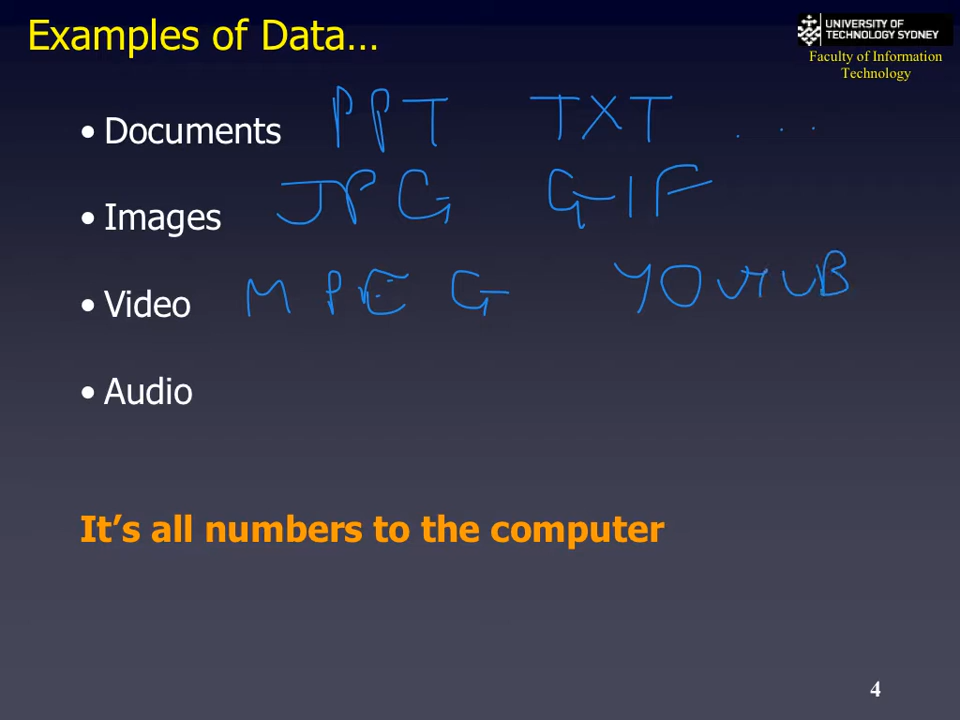 Examples of Data…
UNIVERSITY OF
TECHNOLOGY SYDNEY
Faculty of Information
Technology
• Documents PPT TXT ...
• Images JPG GIF
• Video MPEG YOUTUB
• Audio
It's all numbers to the computer
4